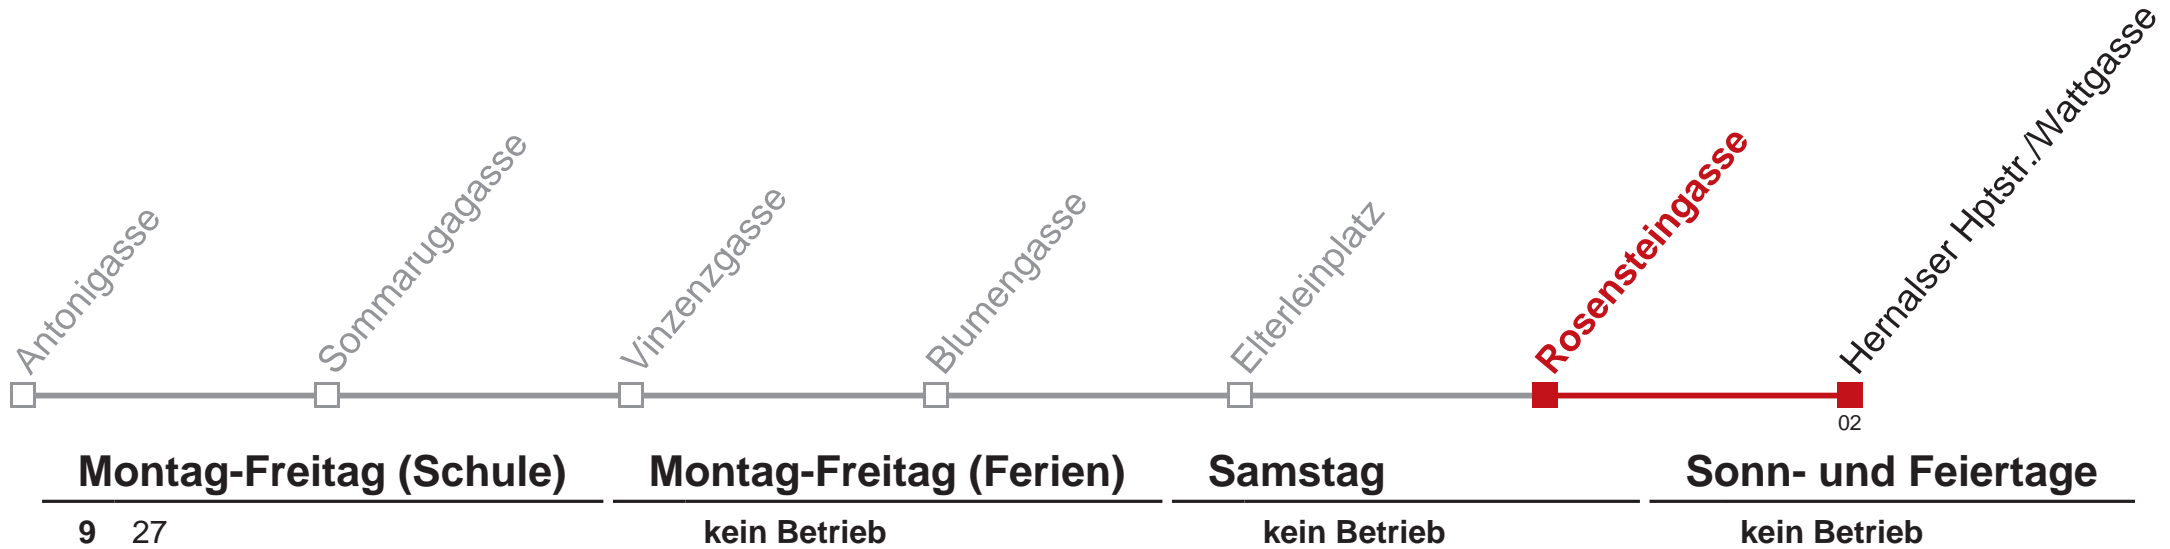 Antonigasse
Sommarugagasse
Vinzenzgasse
Blumengasse
Elterleinplatz
Rosensteingasse
Hernalser Hptstr./Wattgasse
02
Montag-Freitag (Schule)
9 27
Montag-Freitag (Ferien)
kein Betrieb
Samstag
kein Betrieb
Sonn- und Feiertage
kein Betrieb